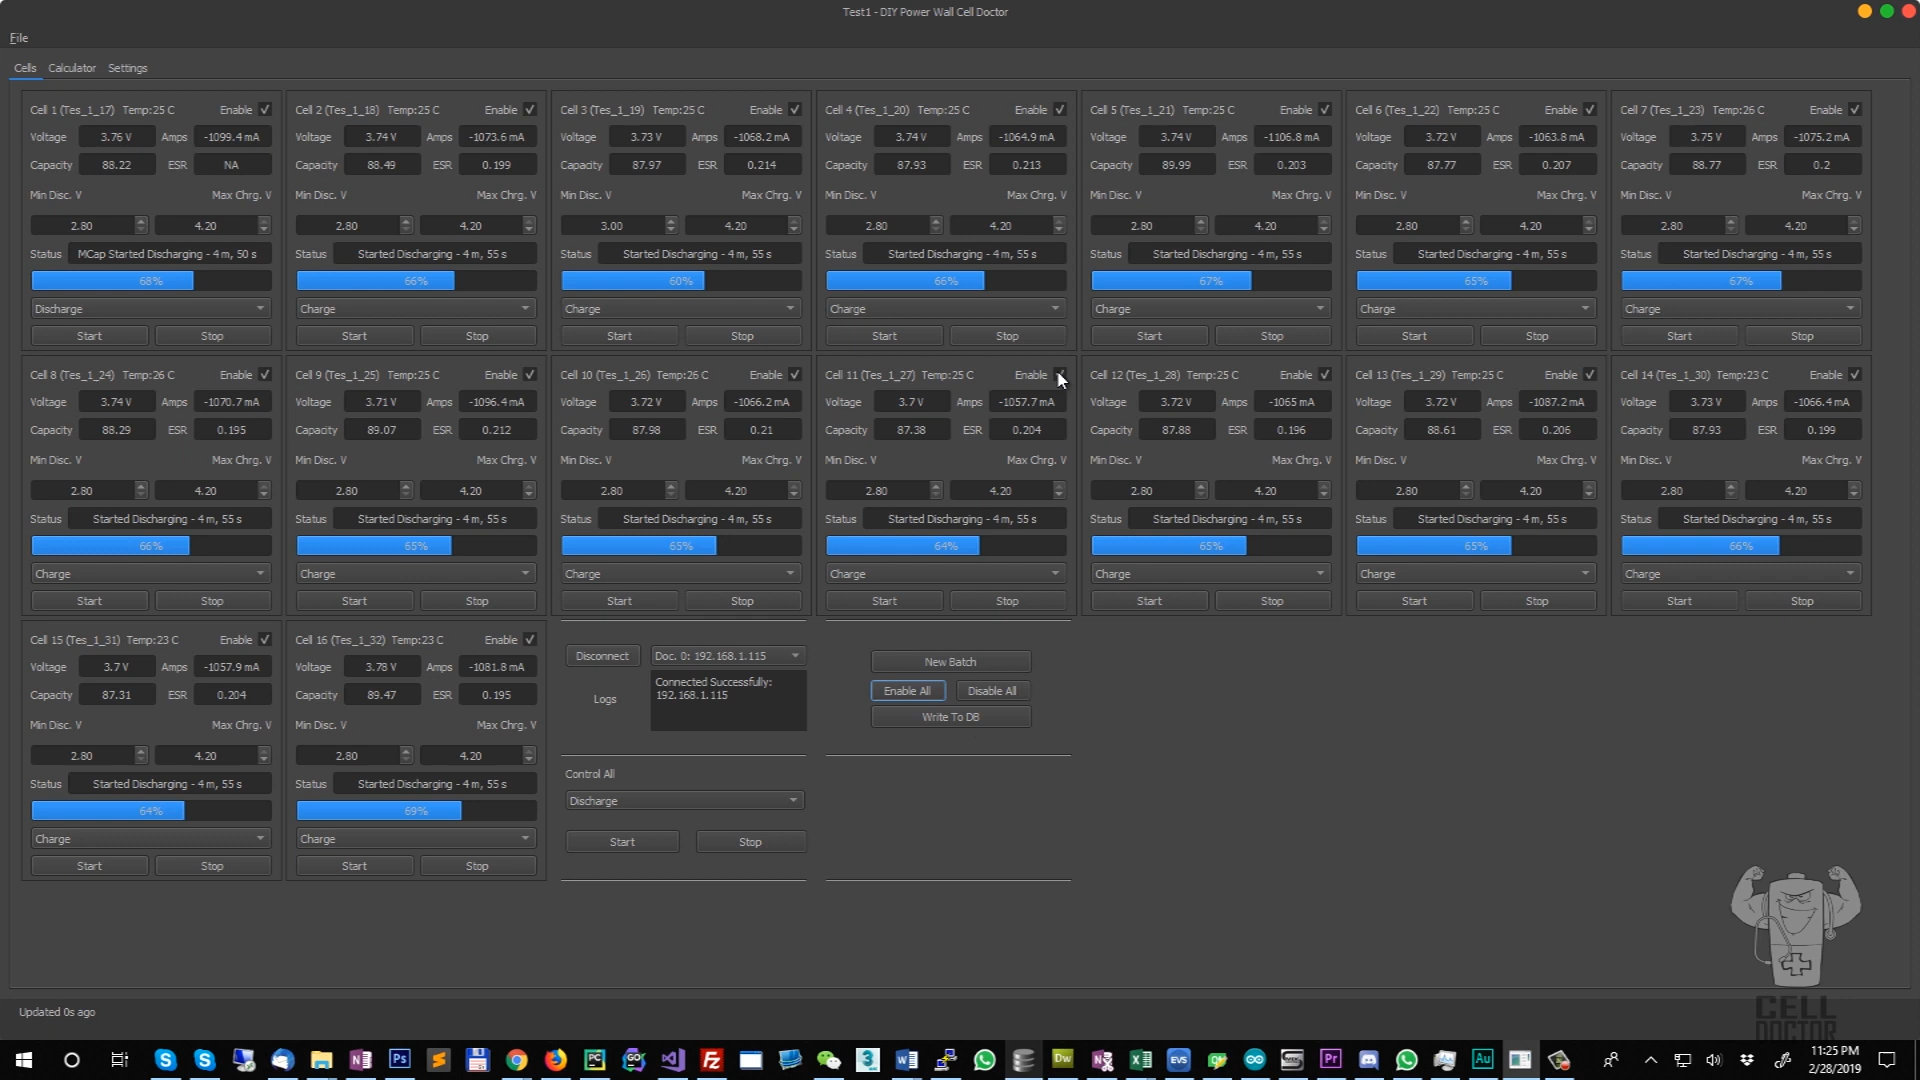 Test1 - DIY Power Wall Cell Doctor
File
Cells Calculator Settings
Cell 1 (Tes_1_17) Temp:25 C Enable
Voltage 3.76 V Amps -1099.4 mA
Capacity 88.22 ESR NA
Min Disc. V Max Chrg. V
2.80 4.20
Status MCap Started Discharging - 4 m, 50 s
68%
Discharge
Start Stop
Cell 2 (Tes_1_18) Temp:25 C Enable
Voltage 3.74 V Amps -1073.6 mA
Capacity 88.49 ESR 0.199
Min Disc. V Max Chrg. V
2.80 4.20
Status Started Discharging - 4 m, 55 s
66%
Charge
Start Stop
Cell 3 (Tes_1_19) Temp:25 C Enable
Voltage 3.73 V Amps -1068.2 mA
Capacity 87.97 ESR 0.214
Min Disc. V Max Chrg. V
3.00 4.20
Status Started Discharging - 4 m, 55 s
60%
Charge
Start Stop
Cell 4 (Tes_1_20) Temp:25 C Enable
Voltage 3.74 V Amps -1064.9 mA
Capacity 87.93 ESR 0.213
Min Disc. V Max Chrg. V
2.80 4.20
Status Started Discharging - 4 m, 55 s
66%
Charge
Start Stop
Cell 5 (Tes_1_21) Temp:25 C Enable
Voltage 3.74 V Amps -1106.8 mA
Capacity 89.99 ESR 0.203
Min Disc. V Max Chrg. V
2.80 4.20
Status Started Discharging - 4 m, 55 s
67%
Charge
Start Stop
Cell 6 (Tes_1_22) Temp:25 C Enable
Voltage 3.72 V Amps -1063.8 mA
Capacity 87.77 ESR 0.207
Min Disc. V Max Chrg. V
2.80 4.20
Status Started Discharging - 4 m, 55 s
65%
Charge
Start Stop
Cell 7 (Tes_1_23) Temp:26 C Enable
Voltage 3.75 V Amps -1075.2 mA
Capacity 88.77 ESR 0.2
Min Disc. V Max Chrg. V
2.80 4.20
Status Started Discharging - 4 m, 55 s
67%
Charge
Start Stop
Cell 8 (Tes_1_24) Temp:26 C Enable
Voltage 3.74 V Amps -1070.7 mA
Capacity 88.29 ESR 0.195
Min Disc. V Max Chrg. V
2.80 4.20
Status Started Discharging - 4 m, 55 s
66%
Charge
Start Stop
Cell 9 (Tes_1_25) Temp:25 C Enable
Voltage 3.71 V Amps -1096.4 mA
Capacity 89.07 ESR 0.212
Min Disc. V Max Chrg. V
2.80 4.20
Status Started Discharging - 4 m, 55 s
65%
Charge
Start Stop
Cell 10 (Tes_1_26) Temp:26 C Enable
Voltage 3.72 V Amps -1066.2 mA
Capacity 87.98 ESR 0.21
Min Disc. V Max Chrg. V
2.80 4.20
Status Started Discharging - 4 m, 55 s
65%
Charge
Start Stop
Cell 11 (Tes_1_27) Temp:25 C Enable
Voltage 3.7 V Amps -1057.7 mA
Capacity 87.38 ESR 0.204
Min Disc. V Max Chrg. V
2.80 4.20
Status Started Discharging - 4 m, 55 s
64%
Charge
Start Stop
Cell 12 (Tes_1_28) Temp:25 C Enable
Voltage 3.72 V Amps -1065 mA
Capacity 87.88 ESR 0.196
Min Disc. V Max Chrg. V
2.80 4.20
Status Started Discharging - 4 m, 55 s
65%
Charge
Start Stop
Cell 13 (Tes_1_29) Temp:25 C Enable
Voltage 3.72 V Amps -1087.2 mA
Capacity 88.61 ESR 0.206
Min Disc. V Max Chrg. V
2.80 4.20
Status Started Discharging - 4 m, 55 s
65%
Charge
Start Stop
Cell 14 (Tes_1_30) Temp:23 C Enable
Voltage 3.73 V Amps -1066.4 mA
Capacity 87.93 ESR 0.199
Min Disc. V Max Chrg. V
2.80 4.20
Status Started Discharging - 4 m, 55 s
66%
Charge
Start Stop
Cell 15 (Tes_1_31) Temp:23 C Enable
Voltage 3.7 V Amps -1057.9 mA
Capacity 87.31 ESR 0.204
Min Disc. V Max Chrg. V
2.80 4.20
Status Started Discharging - 4 m, 55 s
64%
Charge
Start Stop
Cell 16 (Tes_1_32) Temp:23 C Enable
Voltage 3.78 V Amps -1081.8 mA
Capacity 89.47 ESR 0.195
Min Disc. V Max Chrg. V
2.80 4.20
Status Started Discharging - 4 m, 55 s
69%
Charge
Start Stop
Disconnect Doc. 0: 192.168.1.115
Logs
Connected Successfully:
192.168.1.115
Control All
Discharge
Start Stop
New Batch
Enable All Disable All
Write To DB
CELL
DOCTOR
Updated 0s ago
11:25 PM
2/28/2019